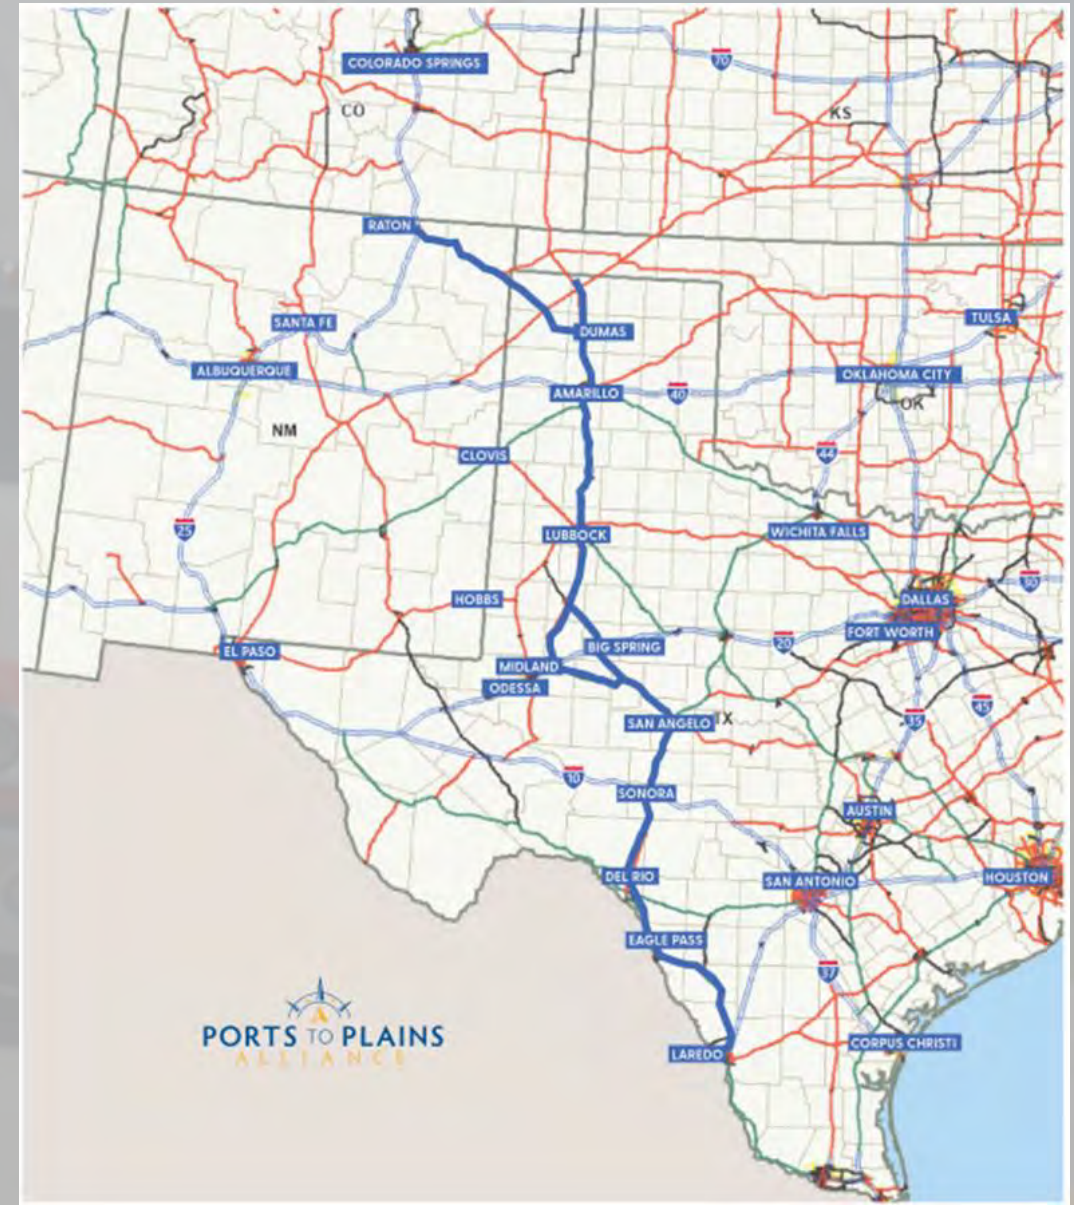 COLORADO SPRINGS
70
CO
KS
RATON
SANTA FE
DUMAS
TULSA
ALBUQUERQUE
OKLAHOMA CITY
AMARILLO
40
OK
NM
CLOVIS
44
25
LUBBOCK
WICHITA FALLS
HOBBS
DALLAS
30
FORT WORTH
EL PASO
BIG SPRING
20
MIDLAND
ODESSA
SAN ANGELO
TX
35
45
10
SONORA
AUSTIN
DEL RIO
SAN ANTONIO
HOUSTON
EAGLE PASS
37
PORTS TO PLAINS
ALLIANCE
LAREDO
CORPUS CHRISTI